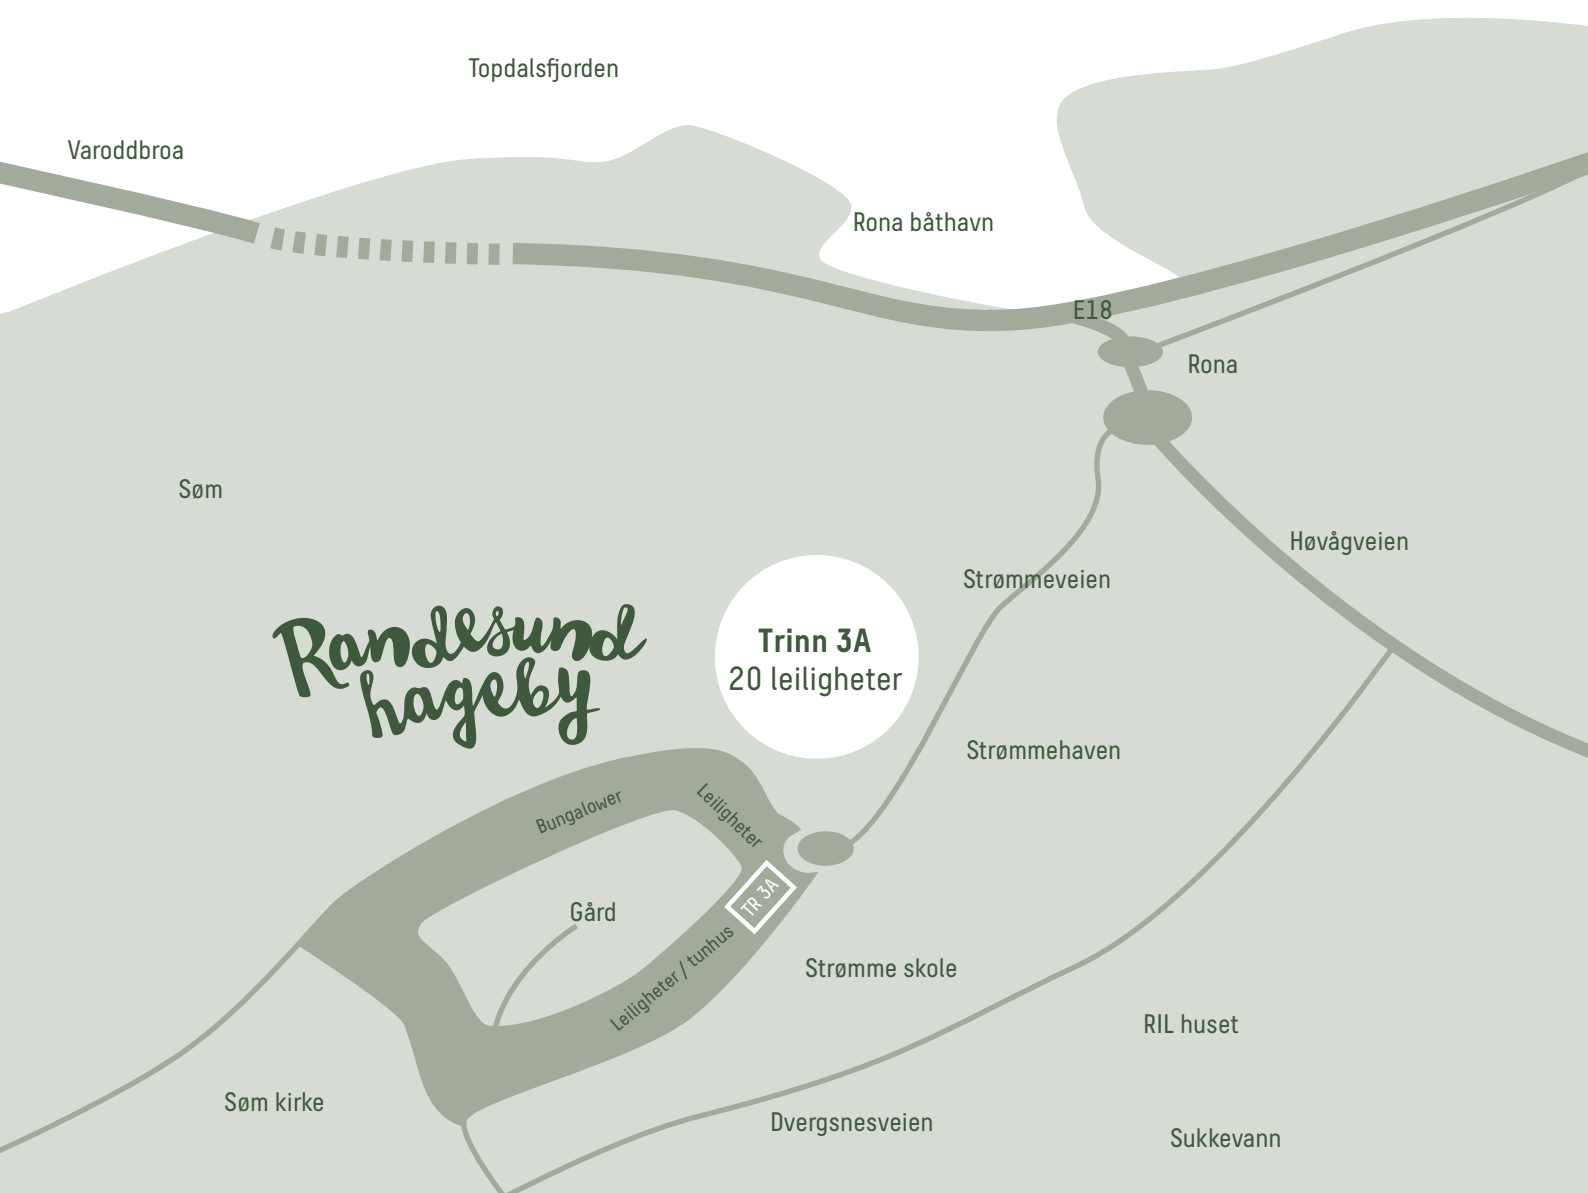 Topdalsfjorden
Varoddbroa
Rona båthavn
E18
Rona
Søm
Høvågveien
Strømmeveien
Randesund
hageby
Trinn 3A
20 leiligheter
Strømmehaven
Bungalower
Leiligheter
TR 3A
Gård
Leiligheter / tunhus
Strømme skole
RIL huset
Søm kirke
Dvergsnesveien
Sukkevann